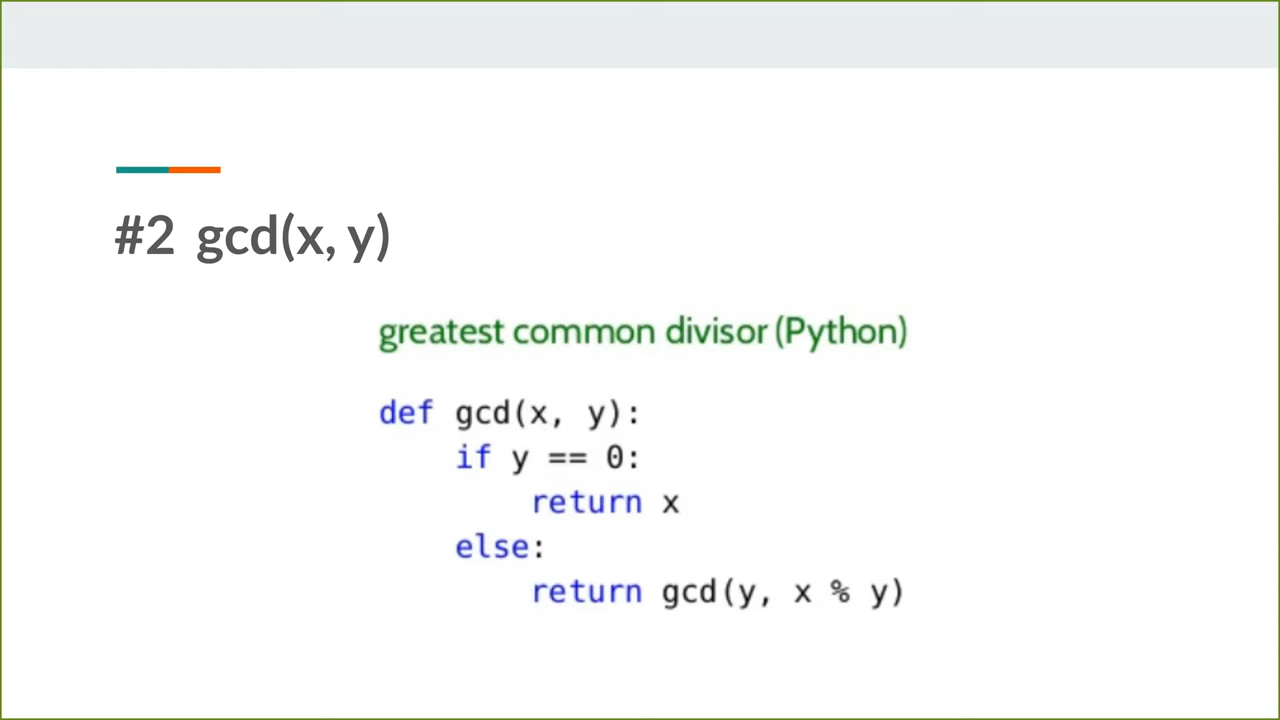 #2 gcd(x, y)
greatest common divisor (Python)
def gcd(x, y):
    if y == 0:
        return x
    else:
        return gcd(y, x % y)